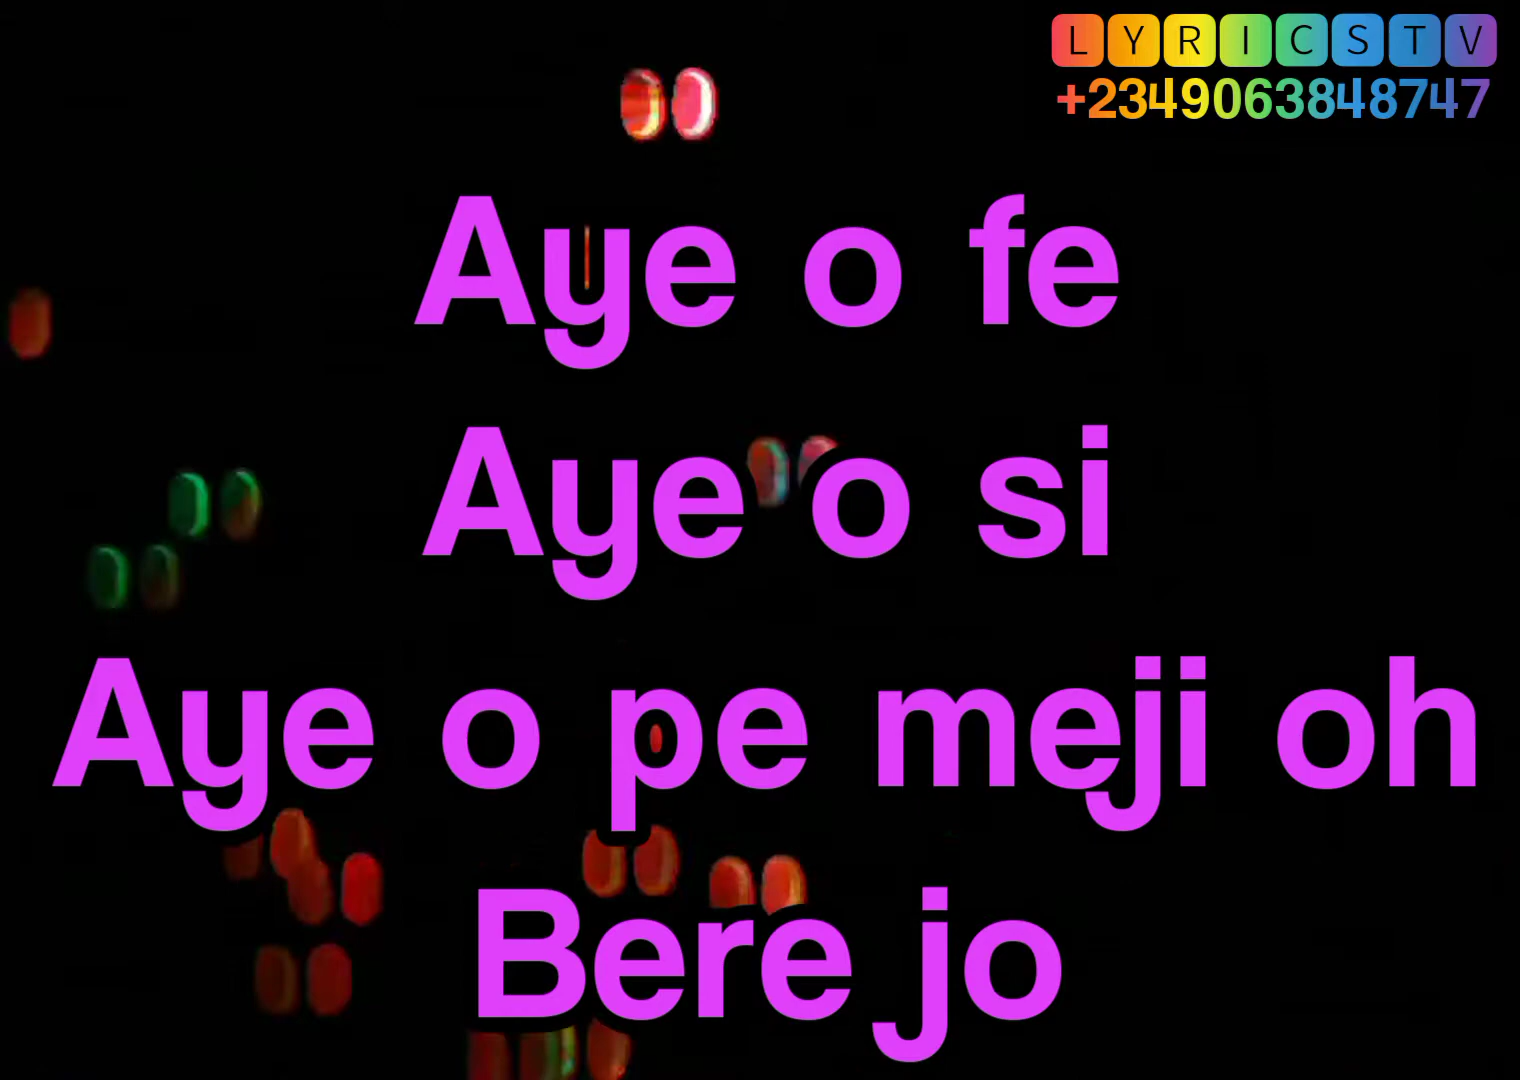 LYRICSTV
+2349063848747
Aye o fe
Aye o si
Aye o pe meji oh
Bere jo